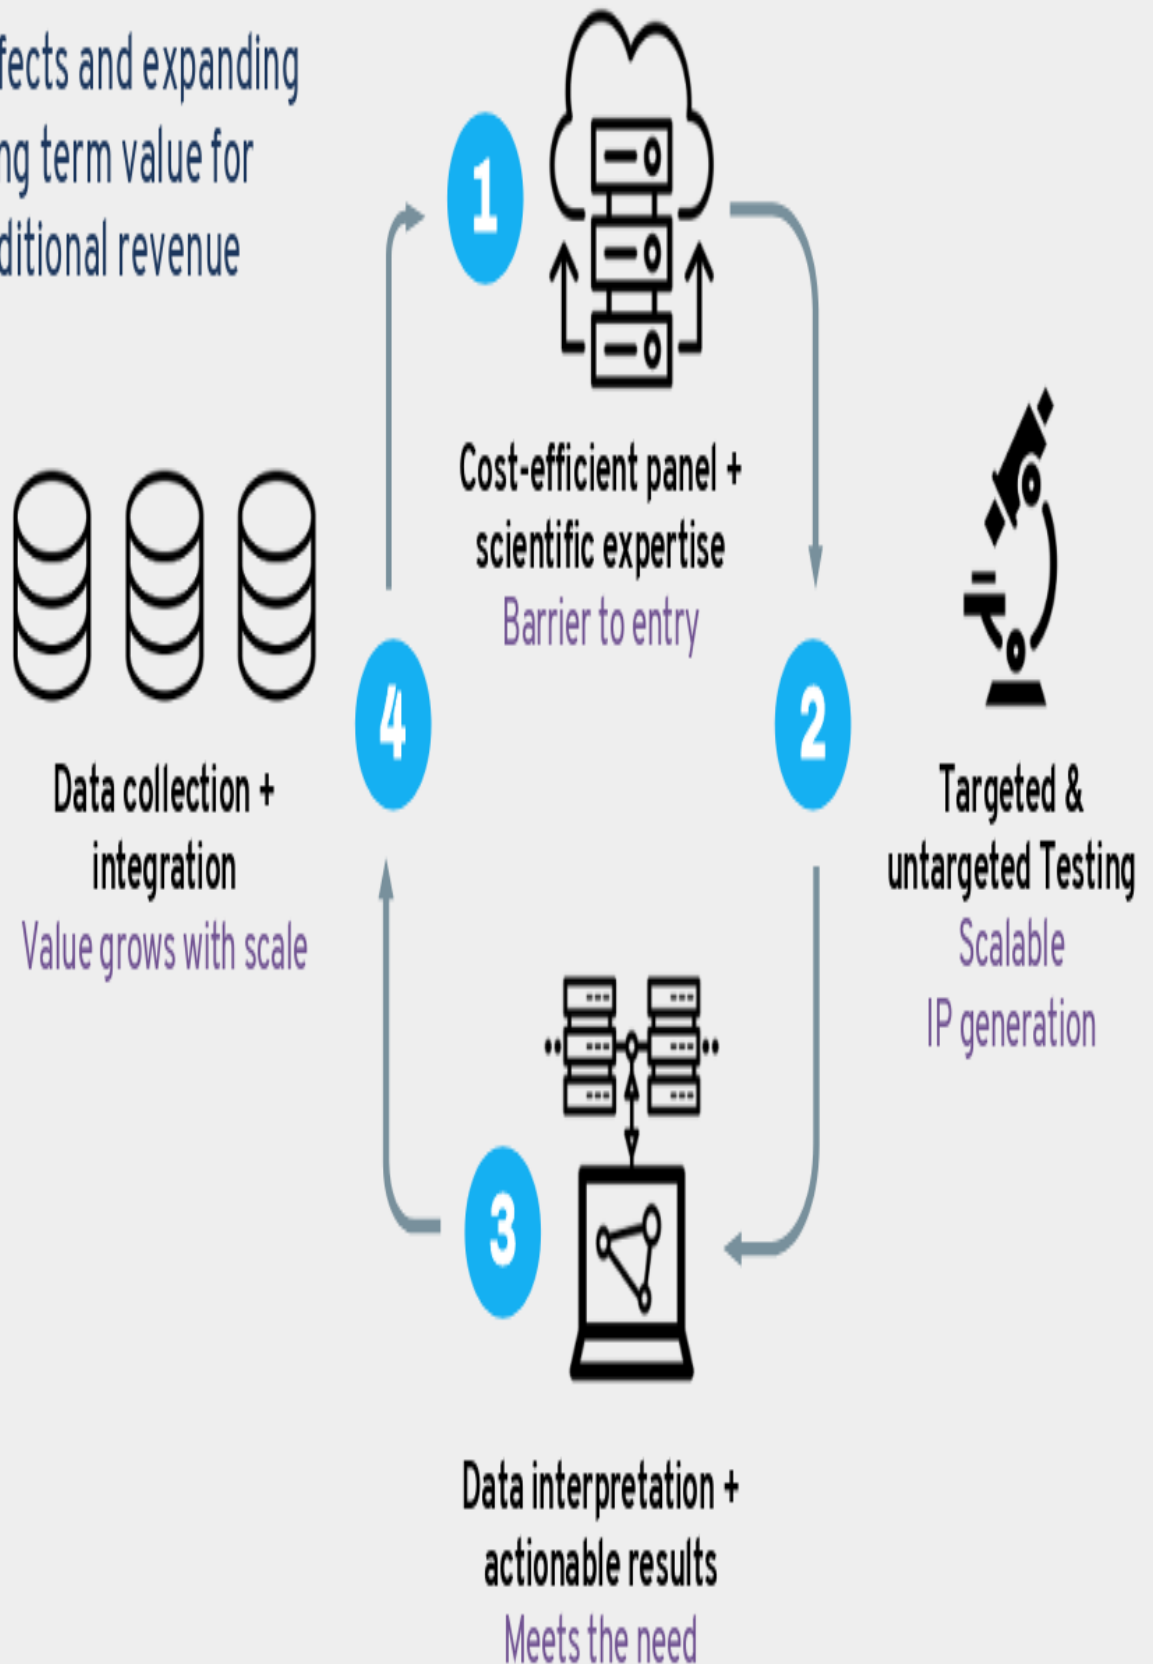 fects and expanding
ng term value for
ditional revenue
1
Cost-efficient panel +
scientific expertise
Barrier to entry
2
Targeted &
untargeted Testing
Scalable
IP generation
3
Data interpretation +
actionable results
Meets the need
4
Data collection +
integration
Value grows with scale